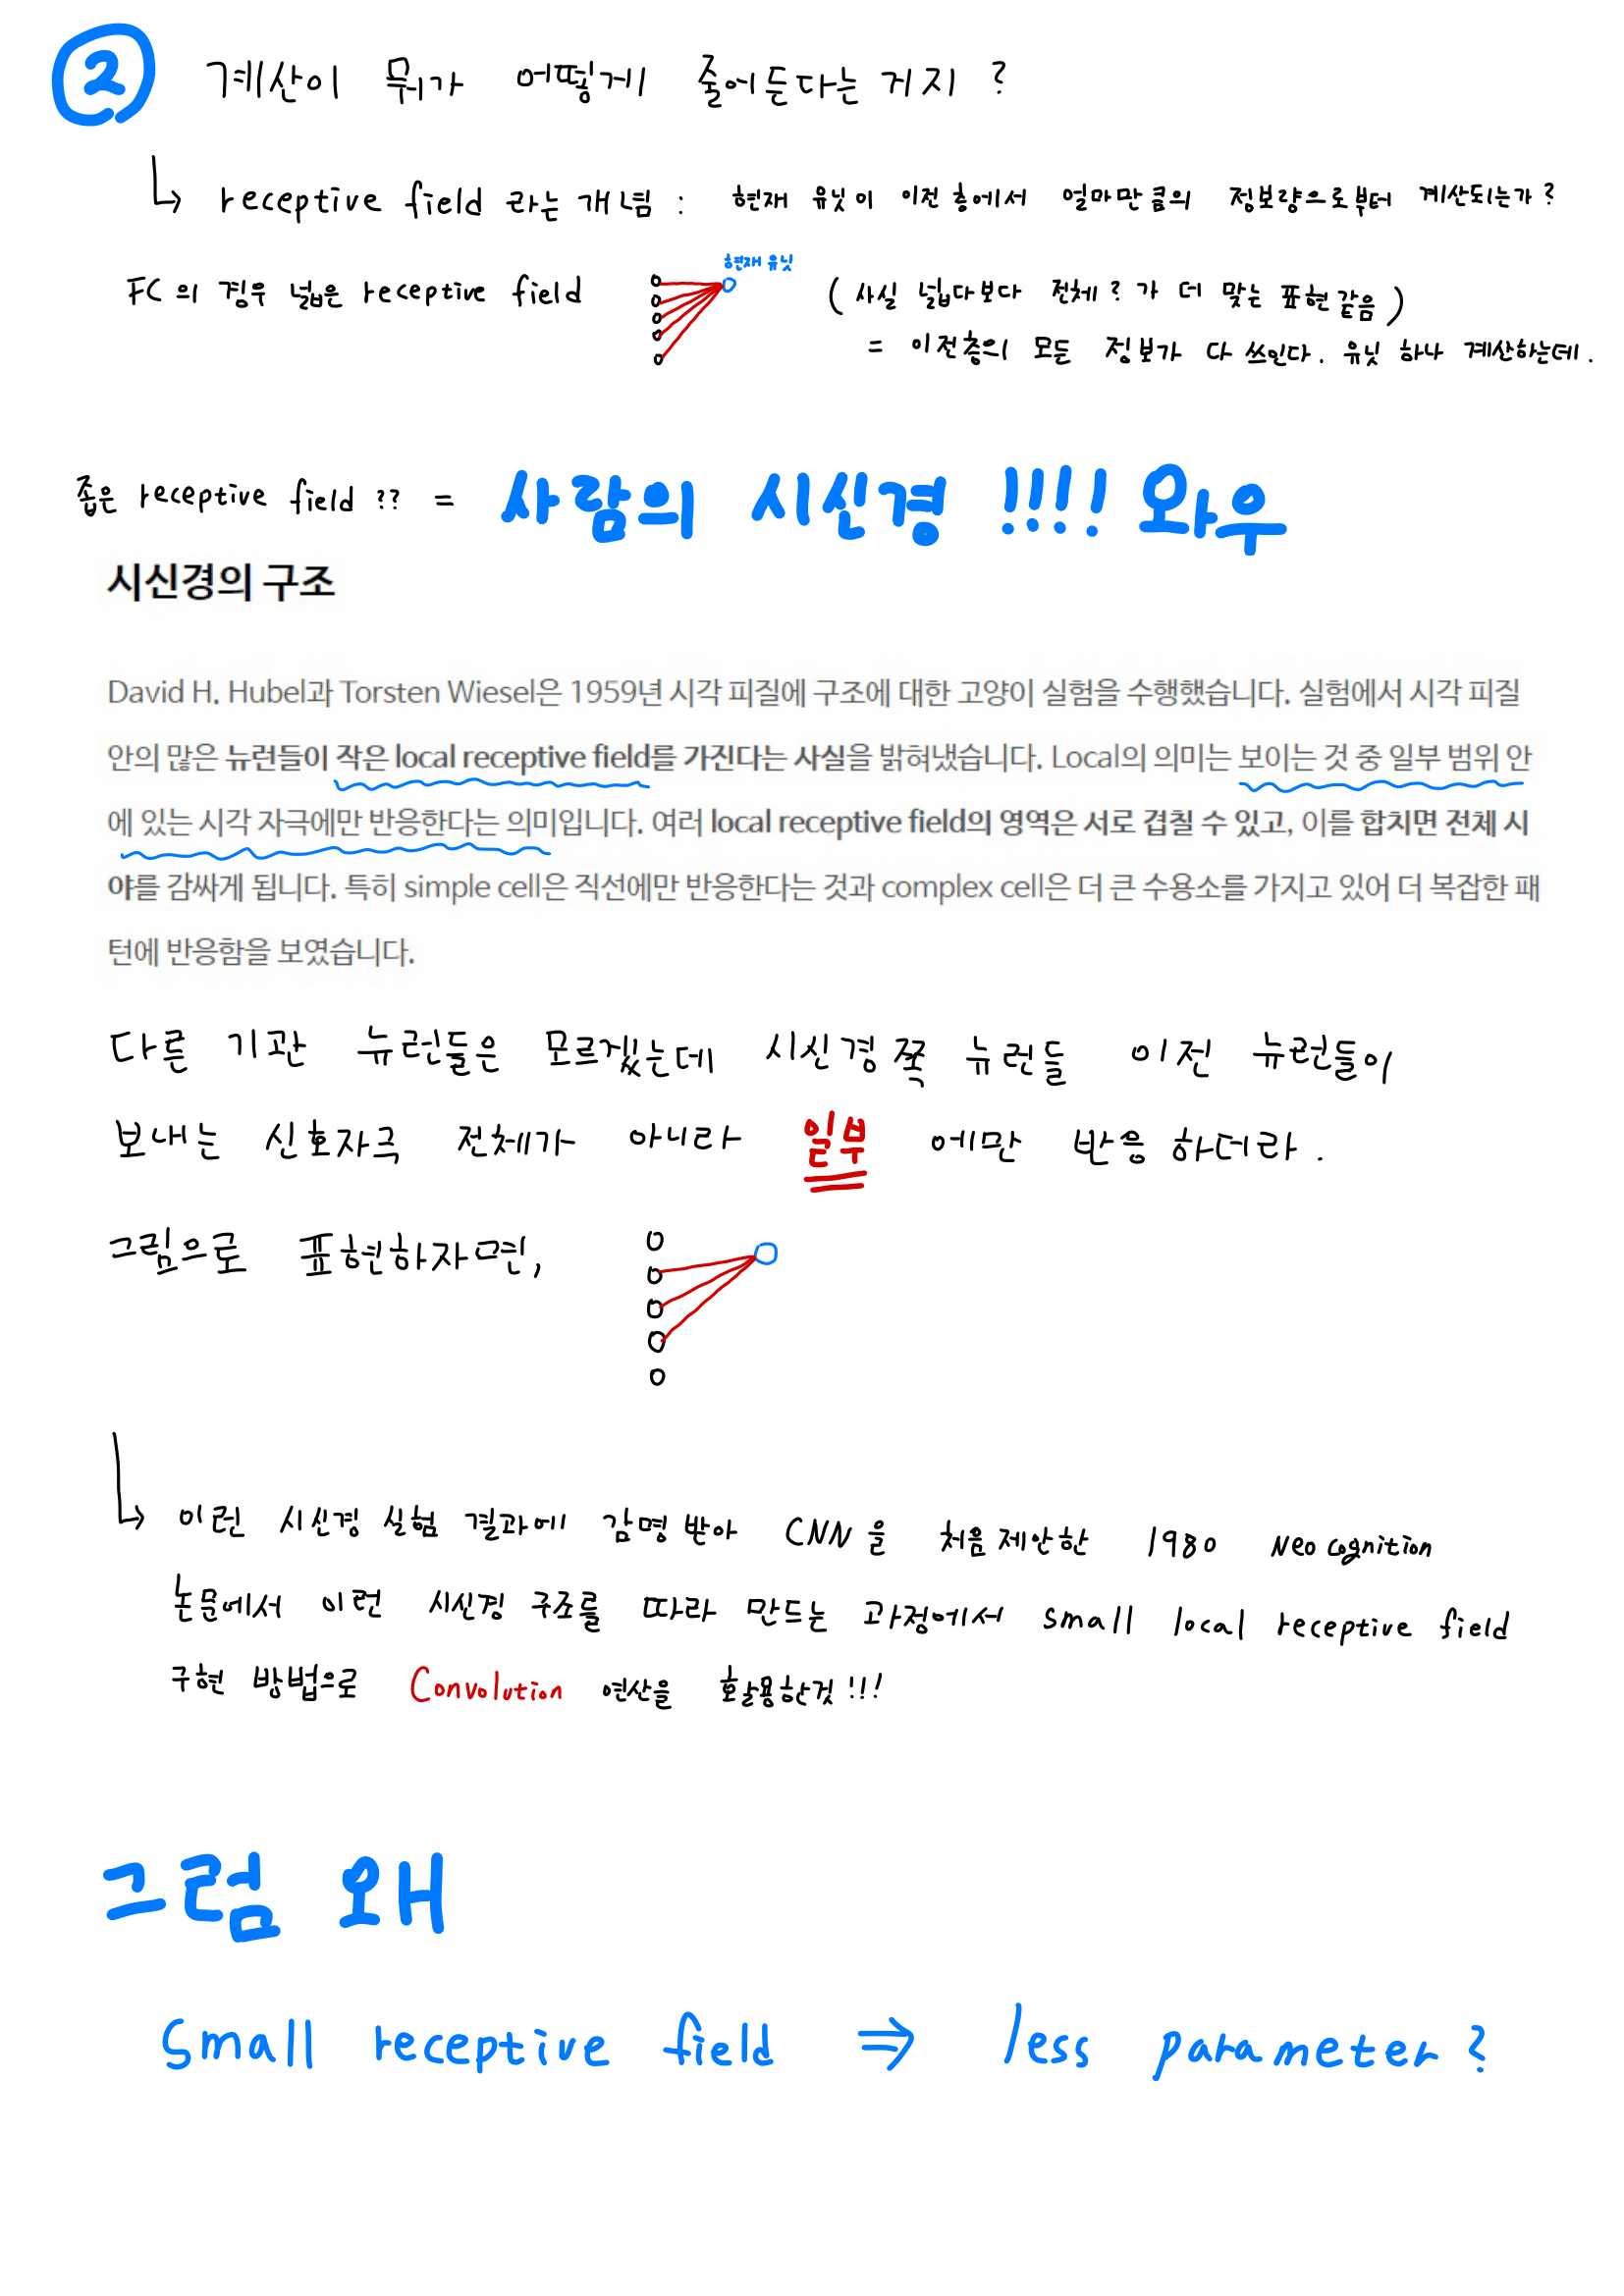 ② 계산이 뭐가 어떻게 줄어든다는 거지 ?
↳ receptive field 라는 개념 : 현재 유닛이 이전 층에서 얼마만큼의 정보량으로부터 계산되는가 ?
현재 유닛
FC의 경우 넓은 receptive field ( 사실 넓다보다 전체 ? 가 더 맞는 표현 같음 )
= 이전층의 모든 정보가 다 쓰인다. 유닛 하나 계산하는데.
좁은 receptive field ?? = 사람의 시신경 !!!! 와우
시신경의 구조
David H. Hubel과 Torsten Wiesel은 1959년 시각 피질에 구조에 대한 고양이 실험을 수행했습니다. 실험에서 시각 피질
안의 많은 뉴런들이 작은 local receptive field를 가진다는 사실을 밝혀냈습니다. Local의 의미는 보이는 것 중 일부 범위 안
에 있는 시각 자극에만 반응한다는 의미입니다. 여러 local receptive field의 영역은 서로 겹칠 수 있고, 이를 합치면 전체 시
야를 감싸게 됩니다. 특히 simple cell은 직선에만 반응한다는 것과 complex cell은 더 큰 수용소를 가지고 있어 더 복잡한 패
턴에 반응함을 보였습니다.
다른 기관 뉴런들은 모르겠는데 시신경쪽 뉴런들 이전 뉴런들이
보내는 신호자극 전체가 아니라 일부 에만 반응 하더라 .
그림으로 표현하자면,
↳ 이런 시신경 실험 결과에 감명 받아 CNN을 처음 제안한 1980 Neo cognition
논문에서 이런 시신경 구조를 따라 만드는 과정에서 small local receptive field
구현 방법으로 Convolution 연산을 활용한것 !!!
그럼 왜
Small receptive field ⇒ less parameter ?